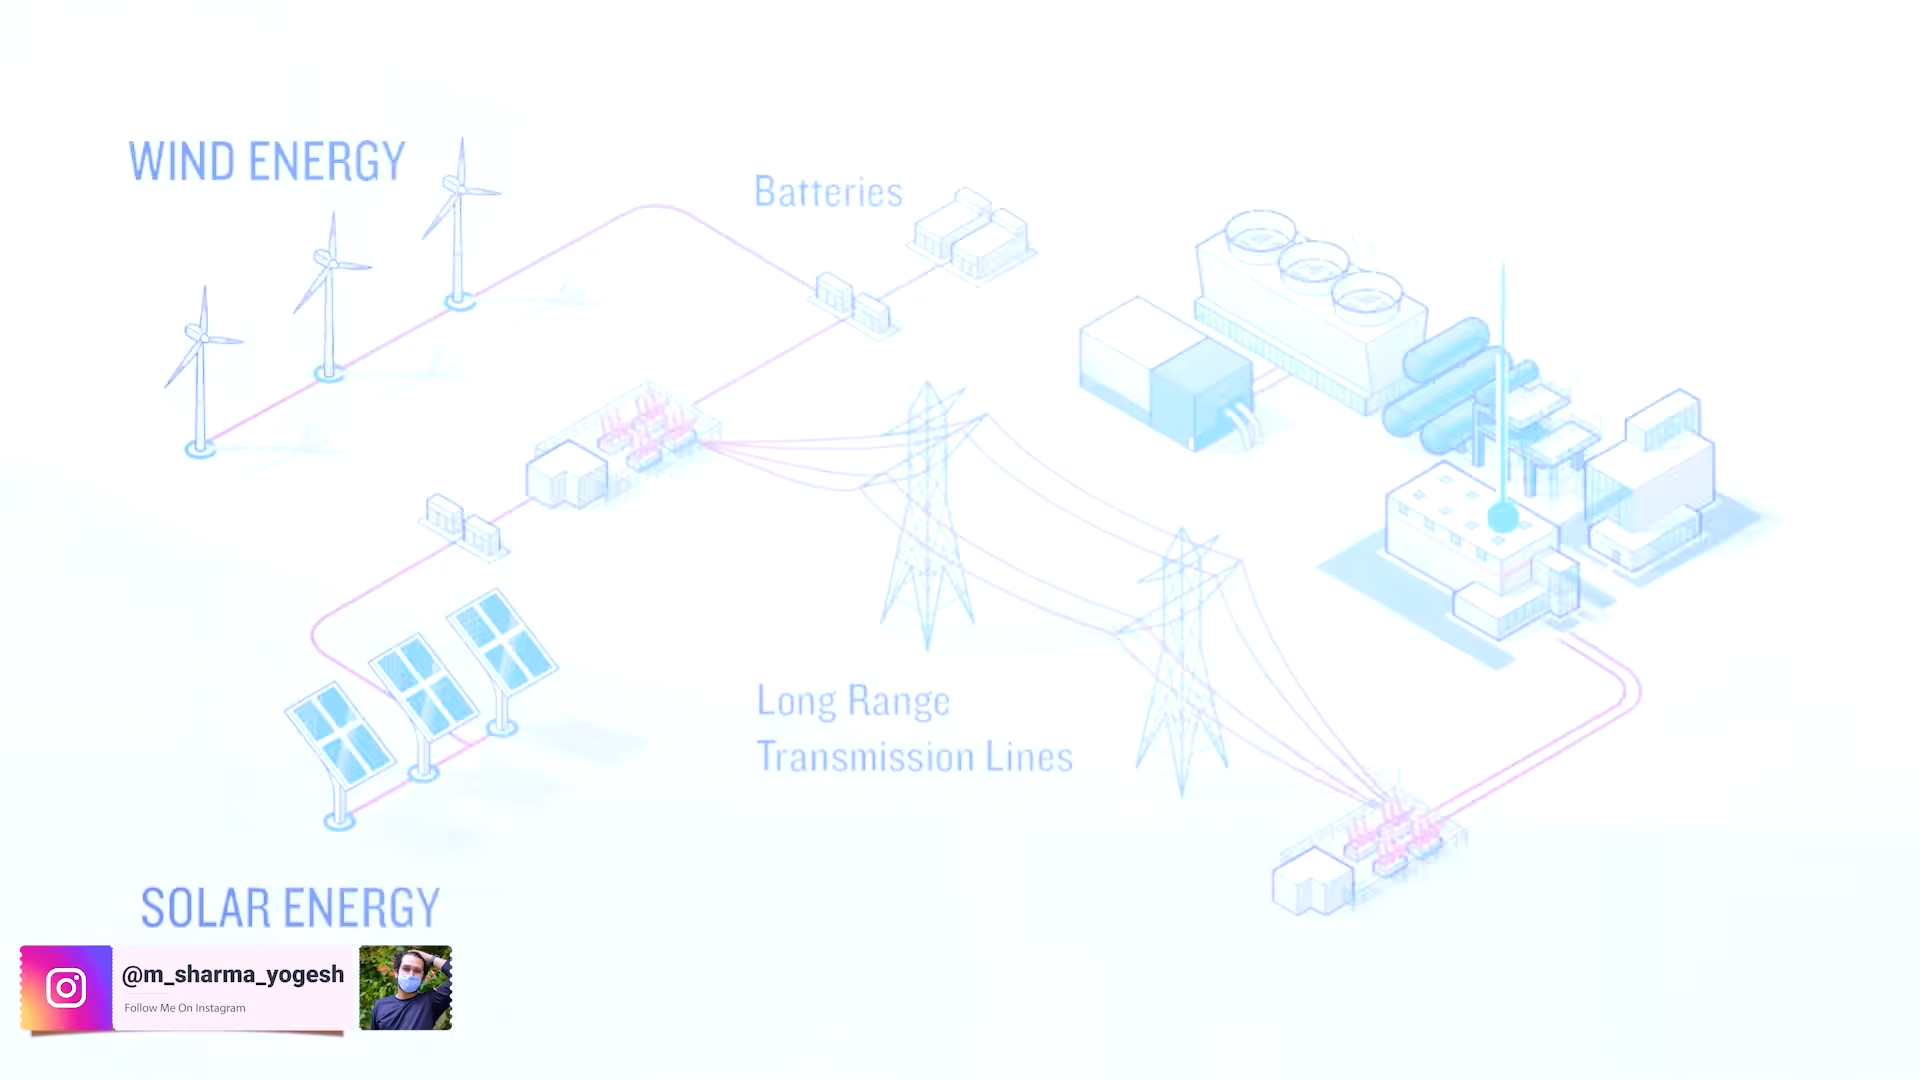 WIND ENERGY
Batteries
Long Range
Transmission Lines
SOLAR ENERGY
@m_sharma_yogesh
Follow Me On Instagram